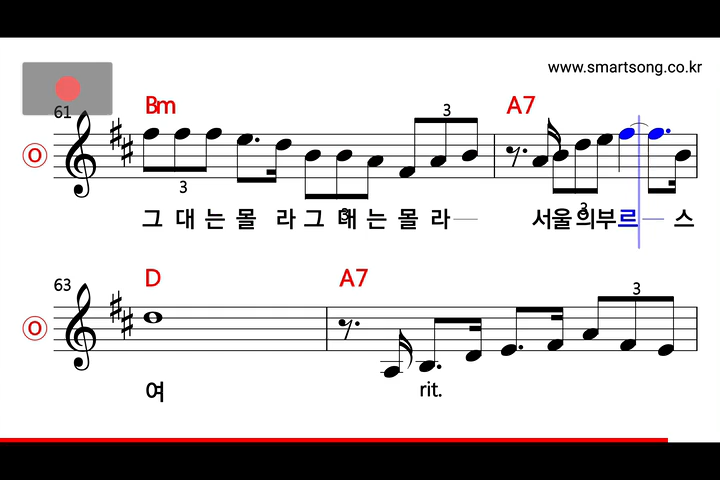 www.smartsong.co.kr
61 Bm 3 A7
O
3 3 3
그 대 는 몰 라 그 대 는 몰 라 서 울 의 부 르 스
63 D A7 3
O
여 rit.